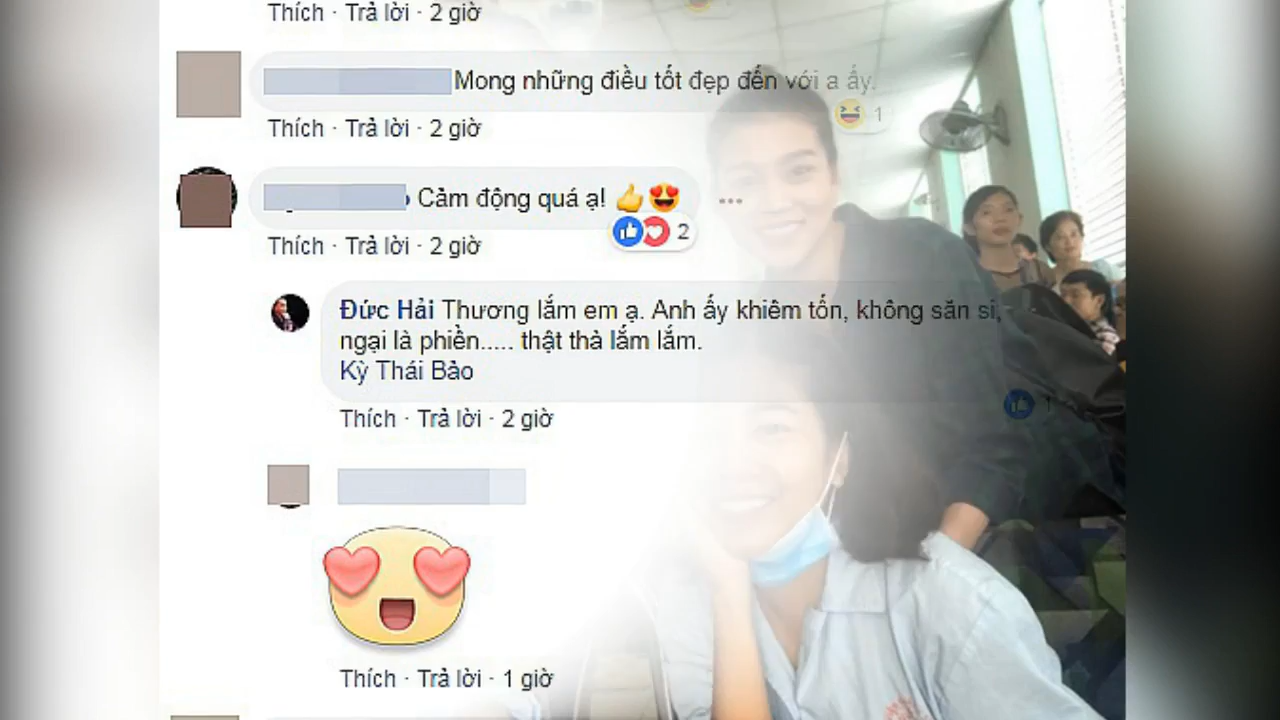 Thích · Trả lời · 2 giờ
Mong những điều tốt đẹp đến với a ấy.
1
Thích · Trả lời · 2 giờ
Cảm động quá ạ! 👍😍
2
Thích · Trả lời · 2 giờ
Đức Hải Thương lắm em ạ. Anh ấy khiêm tốn, không săn si,
ngại là phiền..... thật thà lắm lắm.
Kỳ Thái Bảo
1
Thích · Trả lời · 2 giờ
Thích · Trả lời · 1 giờ